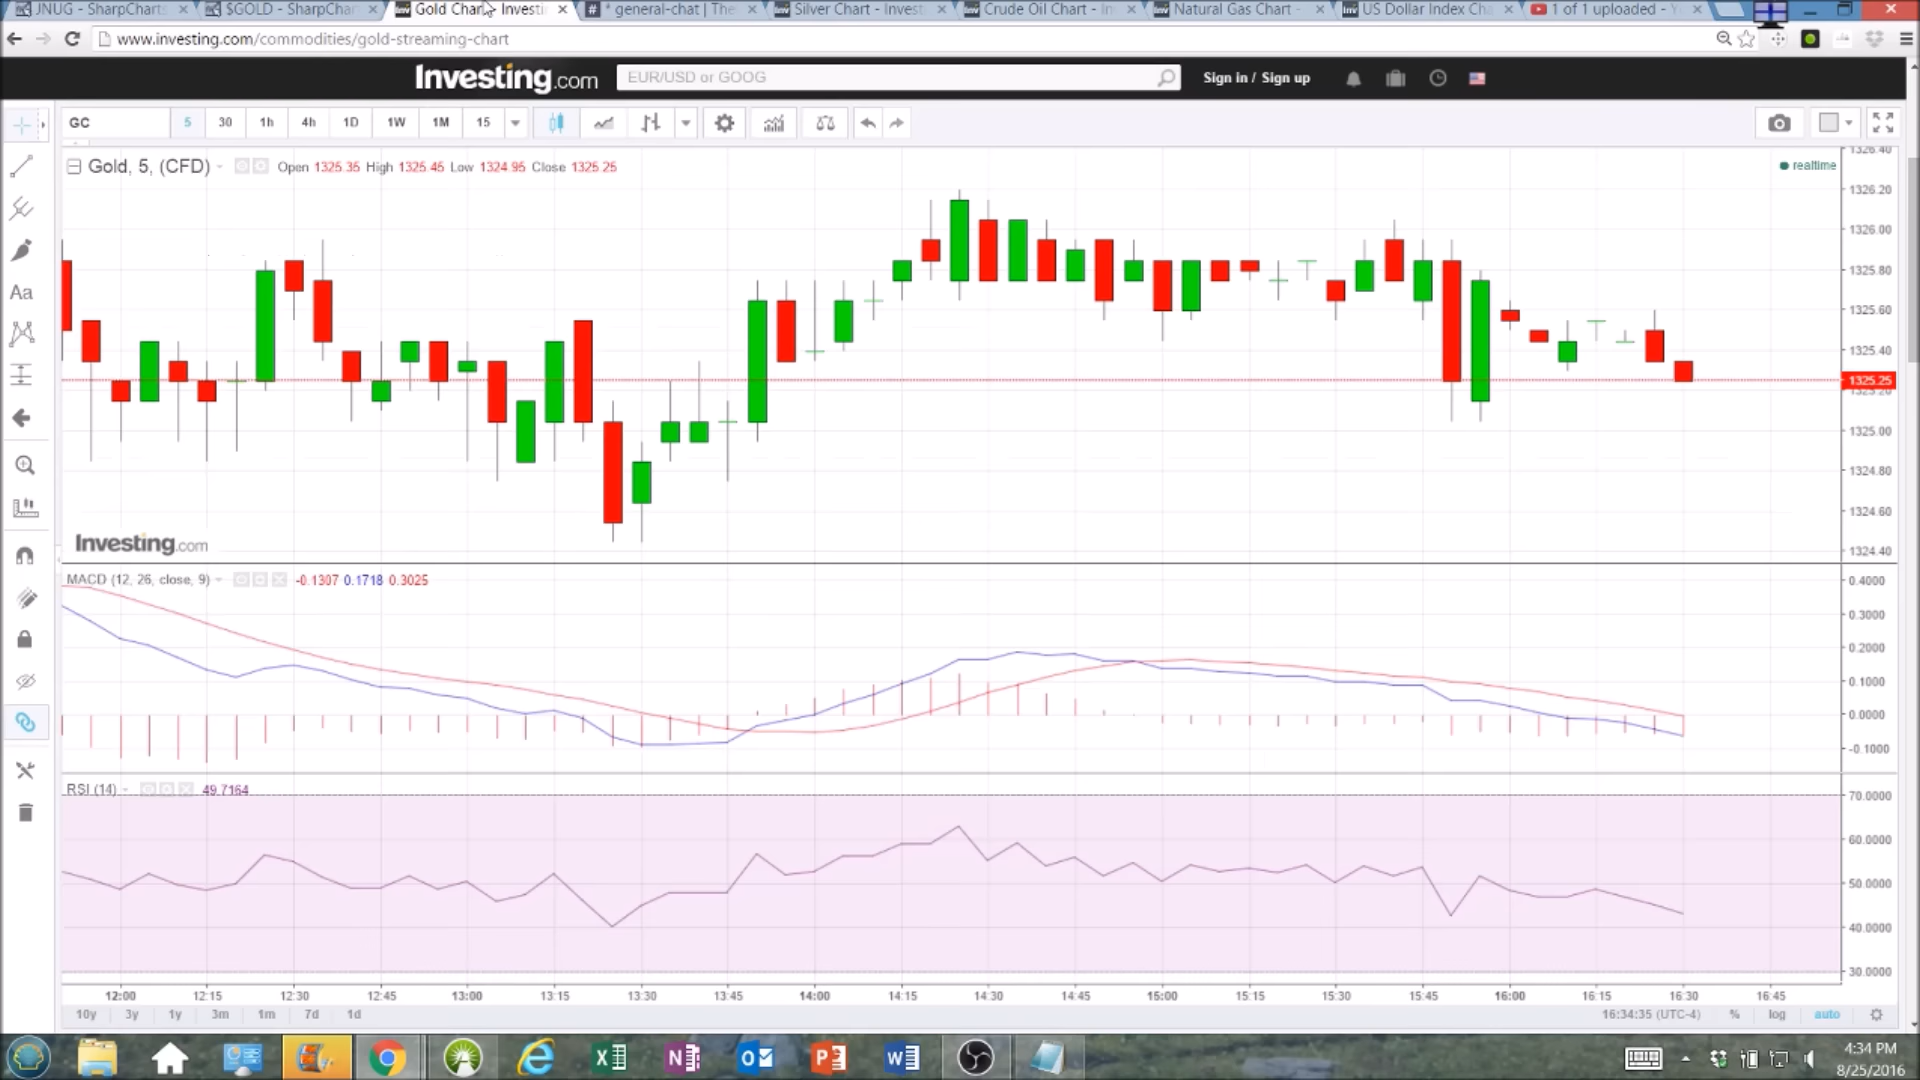 JNUG - SharpCharts
$GOLD - SharpChar
Gold Char
Investi
* general-chat | The
Silver Chart - Invest
Crude Oil Chart - In
Natural Gas Chart -
US Dollar Index Cha
1 of 1 uploaded - Y
www.investing.com/commodities/gold-streaming-chart
Investing.com
EUR/USD or GOOG
Sign in / Sign up
GC
5
30
1h
4h
1D
1W
1M
15
Gold, 5, (CFD)
Open 1325.35 High 1325.45 Low 1324.95 Close 1325.25
realtime
Aa
1326.40
1326.20
1326.00
1325.80
1325.60
1325.40
1325.25
1325.20
1325.00
1324.80
1324.60
1324.40
Investing.com
MACD (12, 26, close, 9)
-0.1307 0.1718 0.3025
0.4000
0.3000
0.2000
0.1000
0.0000
-0.1000
RSI (14)
49.7164
70.0000
60.0000
50.0000
40.0000
30.0000
12:00 12:15 12:30 12:45 13:00 13:15 13:30 13:45 14:00 14:15 14:30 14:45 15:00 15:15 15:30 15:45 16:00 16:15 16:30 16:45
10y 3y 1y 3m 1m 7d 1d
16:34:35 (UTC-4) % log auto
4:34 PM
8/25/2016